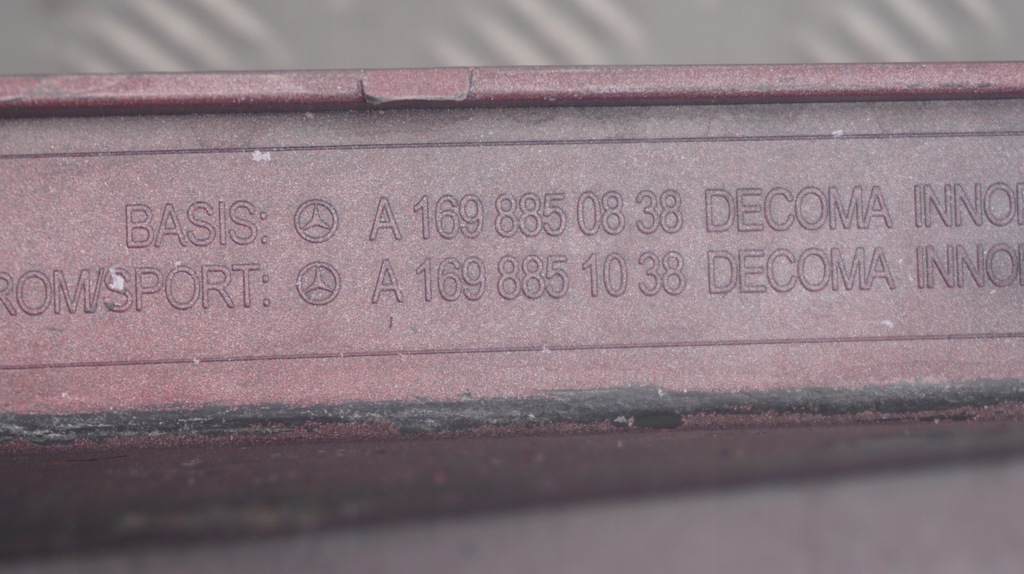 BASIS: A 169 885 08 38 DECOMA
ROM/SPORT: A 169 885 10 38 DECOMA